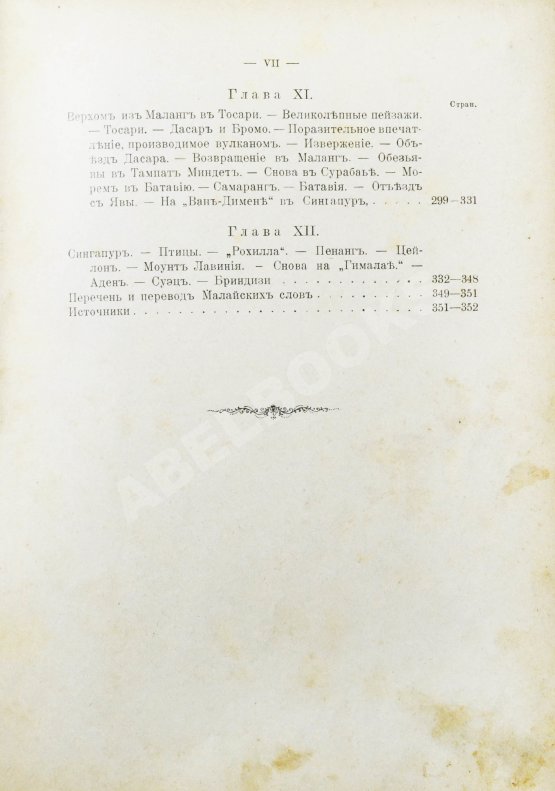 — VII —
Глава XI.
Стран.
Верхомъ изъ Малангъ въ Тосари. — Великолѣпные пейзажи.
— Тосари. — Дасаръ и Бромо. — Поразительное впечат-
лѣніе, производимое вулканомъ. — Изверженіе. — Объ-
ѣздъ Дасара. — Возвращеніе въ Малангъ. — Обезья-
ны въ Тампатъ Миндетъ. — Снова въ Сурабаьѣ. — Мо-
ремъ въ Батавію. — Самарангъ. — Батавія. — Отъѣздъ
съ Явы. — На „Ванъ-Дименѣ“ въ Сингапуръ, . . . . . 299—331
Глава XII.
Сингапуръ. — Птицы. — „Рохилла“. — Пенангъ. — Цей-
лонъ. — Моунтъ Лавинія. — Снова на „Гималаѣ.“ —
Аденъ. — Суэцъ. — Бриндизи . . . . . . . . . . . . 332—348
Перечень и переводъ Малайскихъ словъ . . . . . . . . . 349—351
Источники . . . . . . . . . . . . . . . . . . . . . . . . 351—352